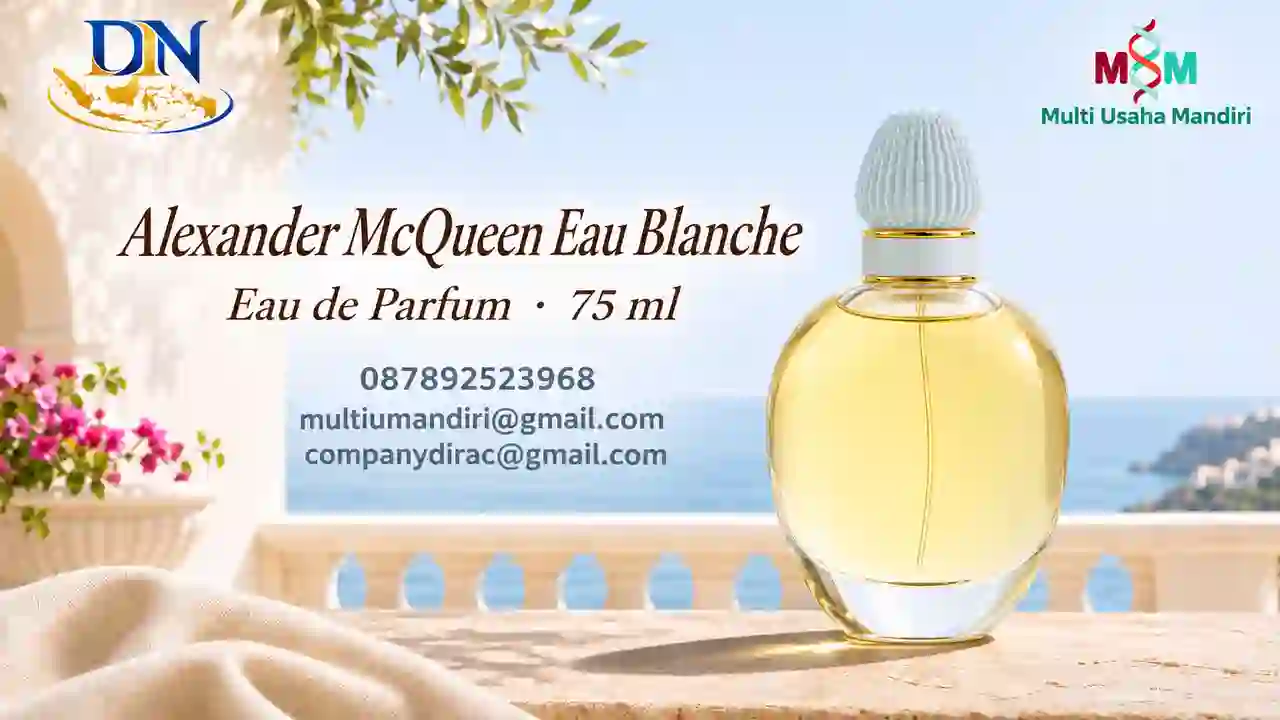 DN
MSM
Multi Usaha Mandiri
Alexander McQueen Eau Blanche
Eau de Parfum · 75 ml
087892523968
multiumandiri@gmail.com
companydirac@gmail.com